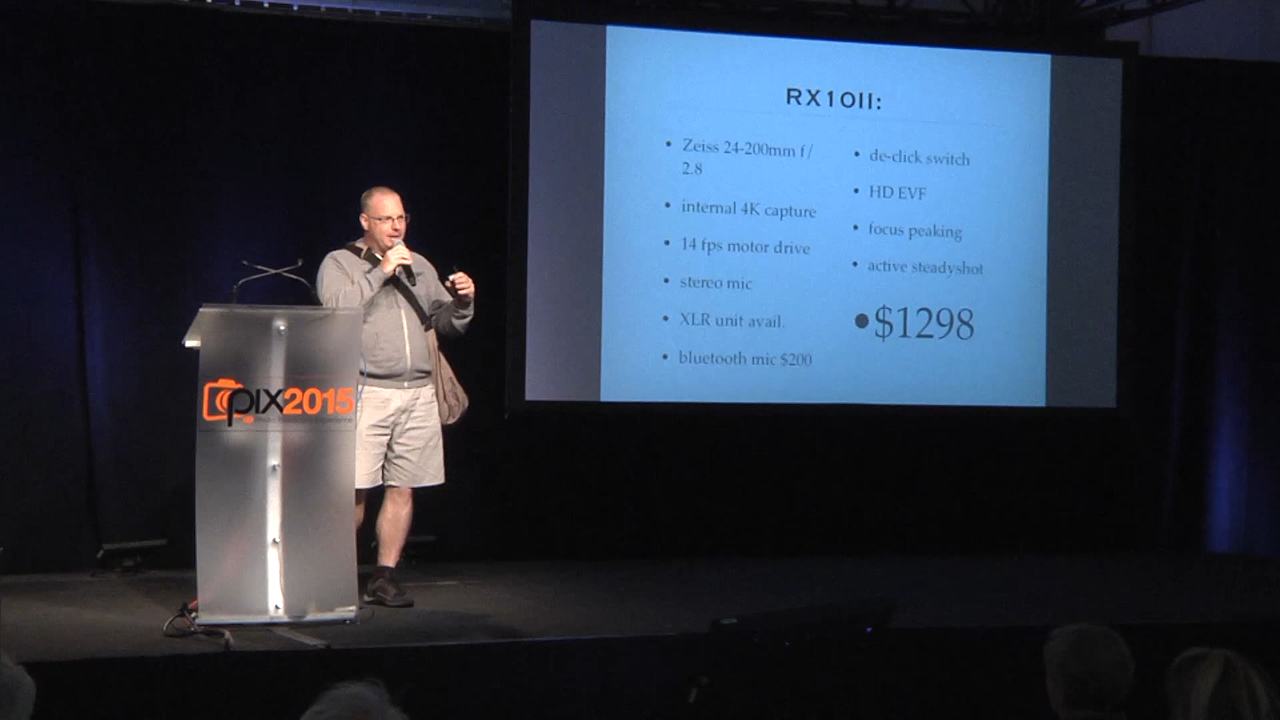 RX10II:
• Zeiss 24-200mm f/
2.8
• internal 4K capture
• 14 fps motor drive
• stereo mic
• XLR unit avail.
• bluetooth mic $200
• de-click switch
• HD EVF
• focus peaking
• active steadyshot
• $1298
PIX2015